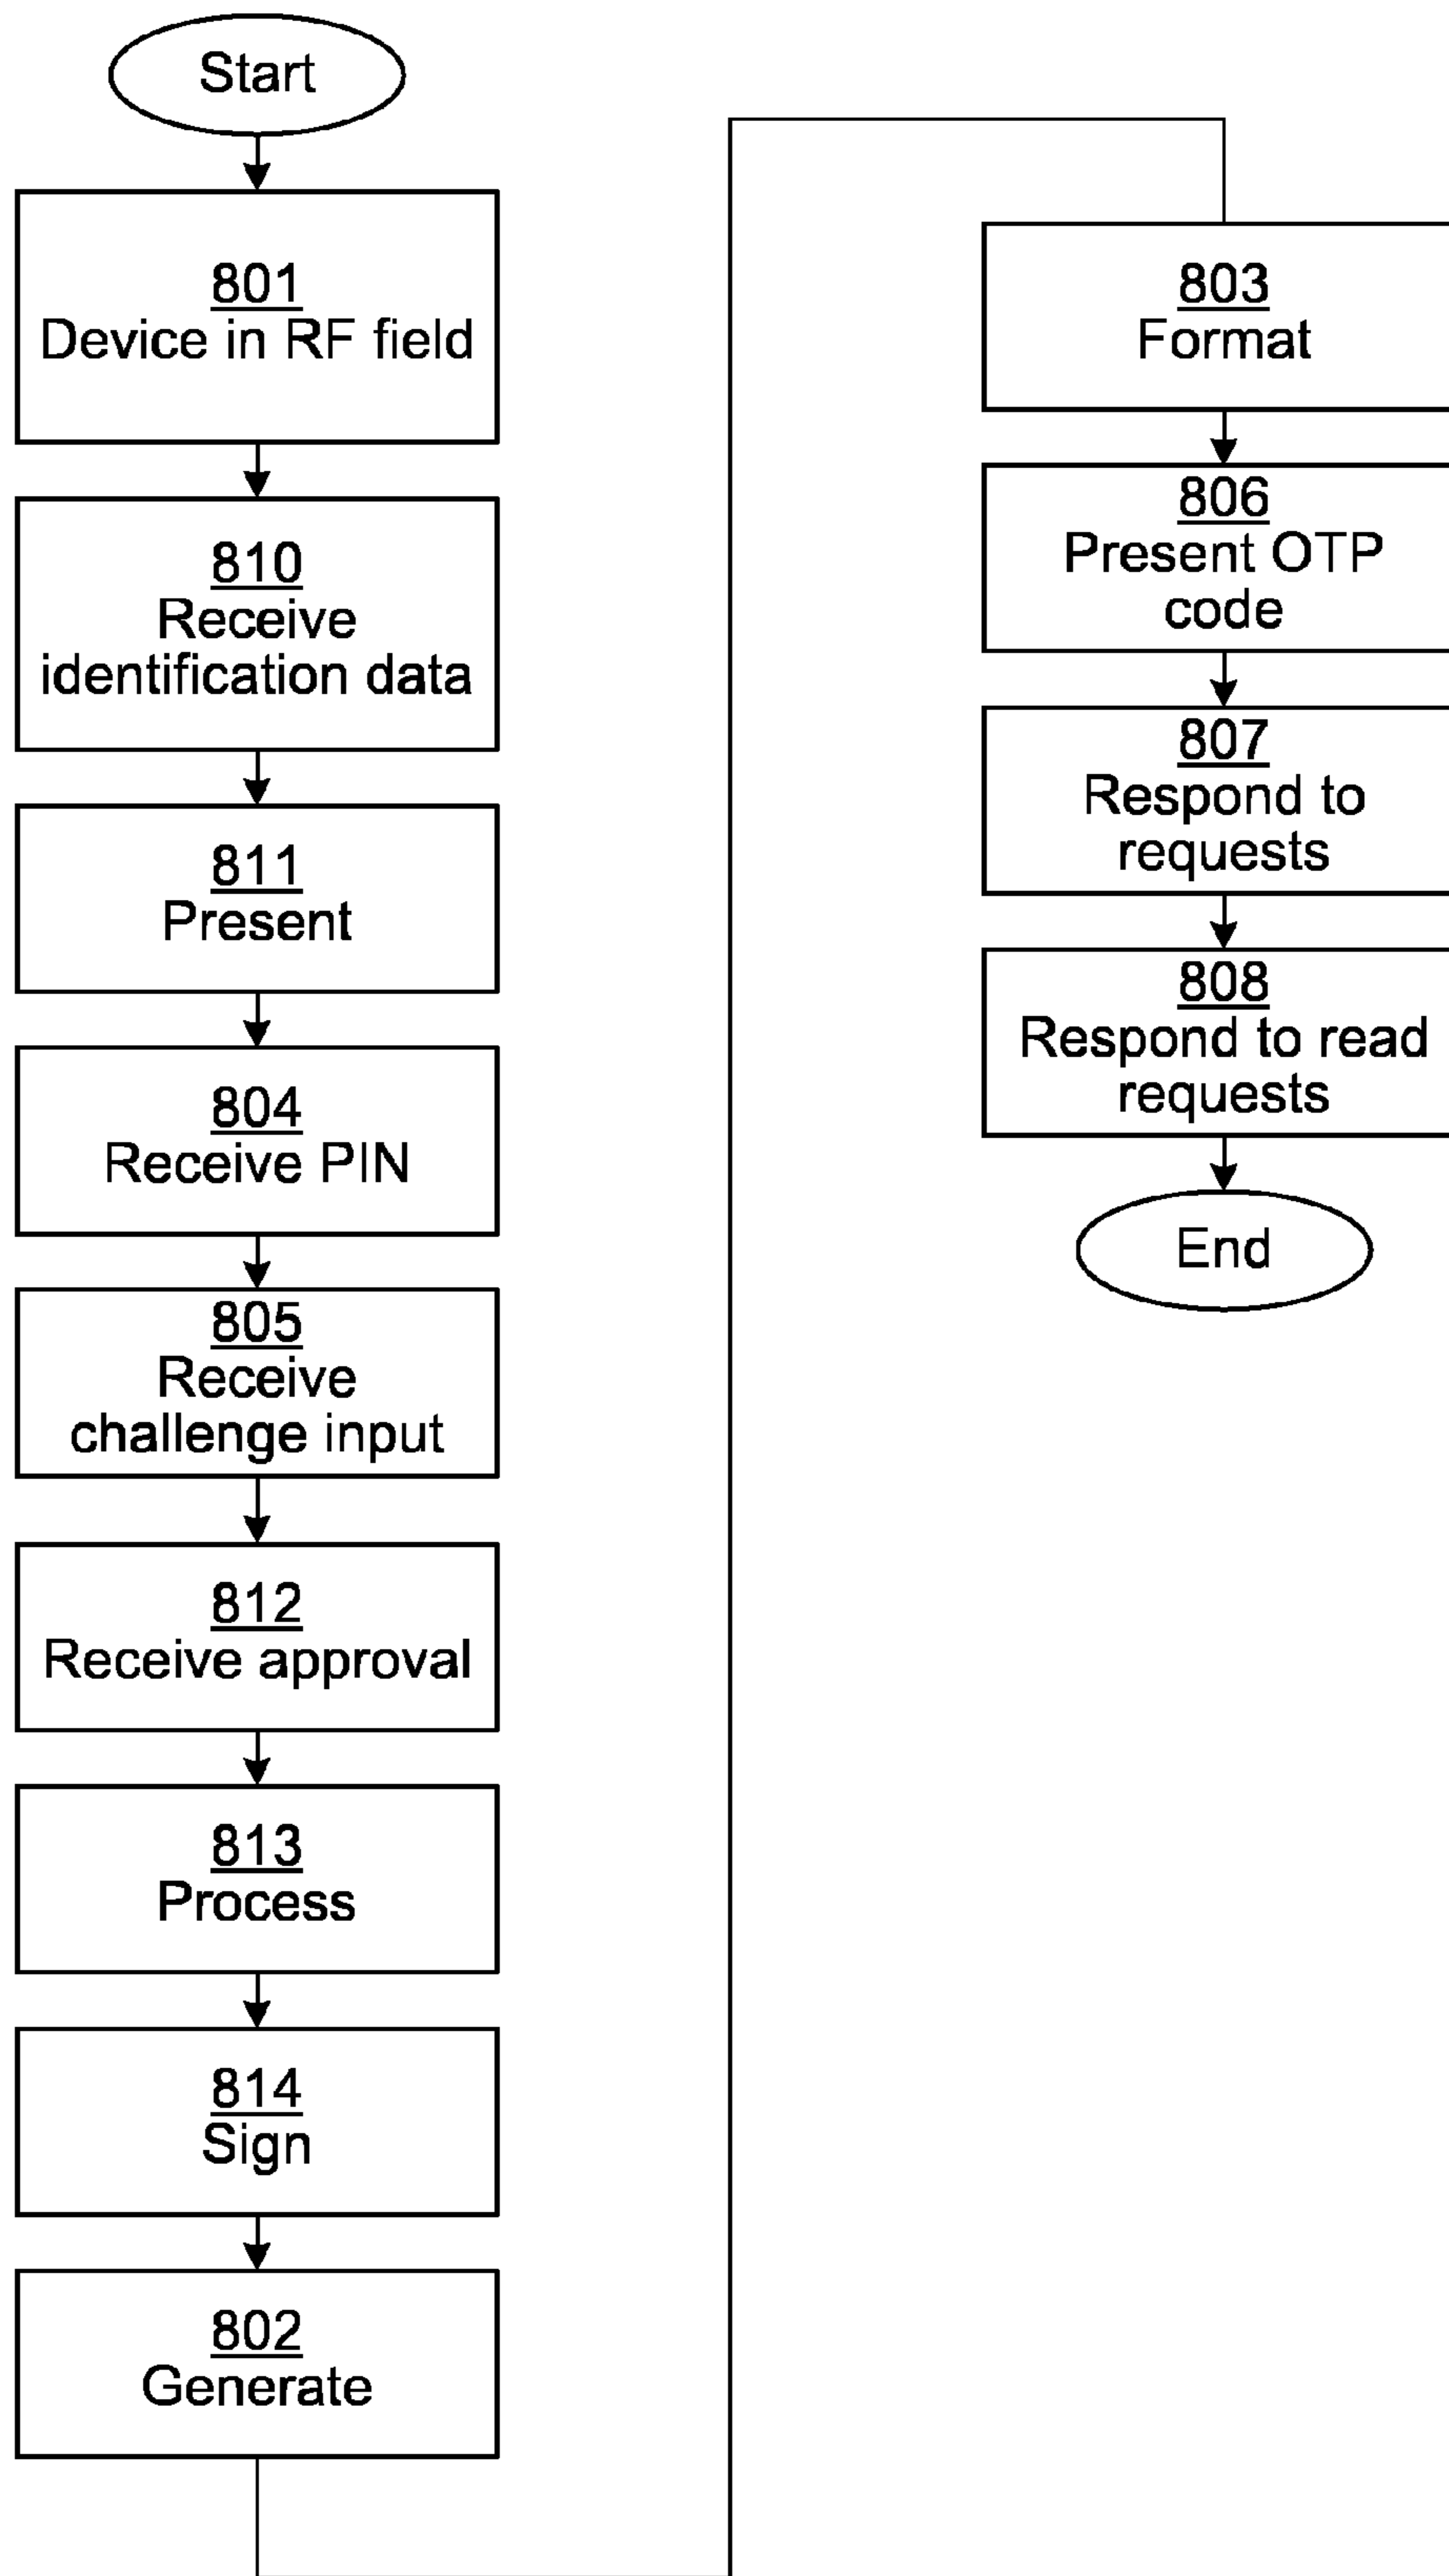 Start
801
Device in RF field
810
Receive
identification data
811
Present
804
Receive PIN
805
Receive
challenge input
812
Receive approval
813
Process
814
Sign
802
Generate
803
Format
806
Present OTP
code
807
Respond to
requests
808
Respond to read
requests
End